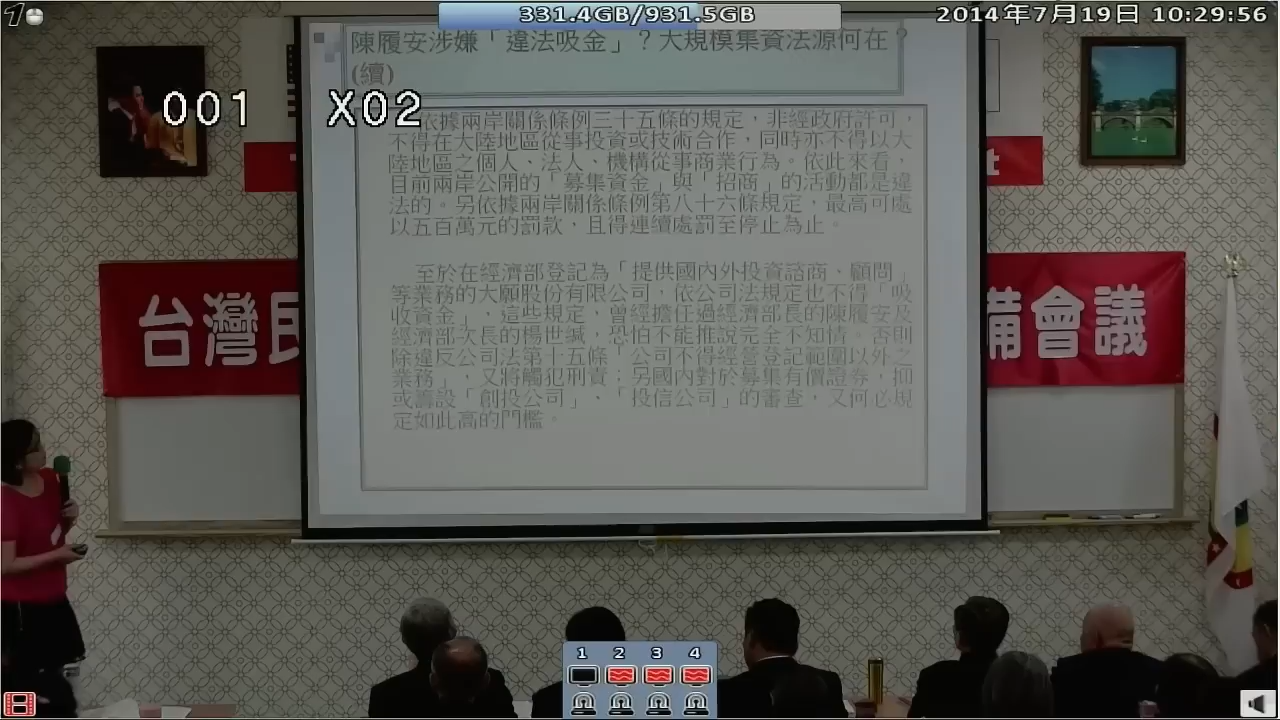 331.4GB/931.5GB
2014年7月19日 10:29:56
001 X02
陳履安涉嫌「違法吸金」？大規模集資法源何在？
(續)
依據兩岸關係條例三十五條的規定，非經政府許可，
不得在大陸地區從事投資或技術合作，同時亦不得以大
陸地區之個人、法人、機構從事商業行為。依此來看，
目前兩岸公開的「募集資金」與「招商」的活動都是違
法的。另依據兩岸關係條例第八十六條規定，最高可處
以五百萬元的罰款，且得連續處罰至停止為止。
至於在經濟部登記為「提供國內外投資諮商、顧問」
等業務的大願股份有限公司，依公司法規定也不得「吸
收資金」，這些規定，曾經擔任過經濟部長的陳履安及
經濟部次長的楊世緘，恐怕不能推說完全不知情。否則
除違反公司法第十五條「公司不得經營登記範圍以外之
業務」，又將觸犯刑責；另國內對於募集有價證券，抑
或籌設「創投公司」、「投信公司」的審查，又何必規
定如此高的門檻。
t
台灣民
備會議
1 2 3 4